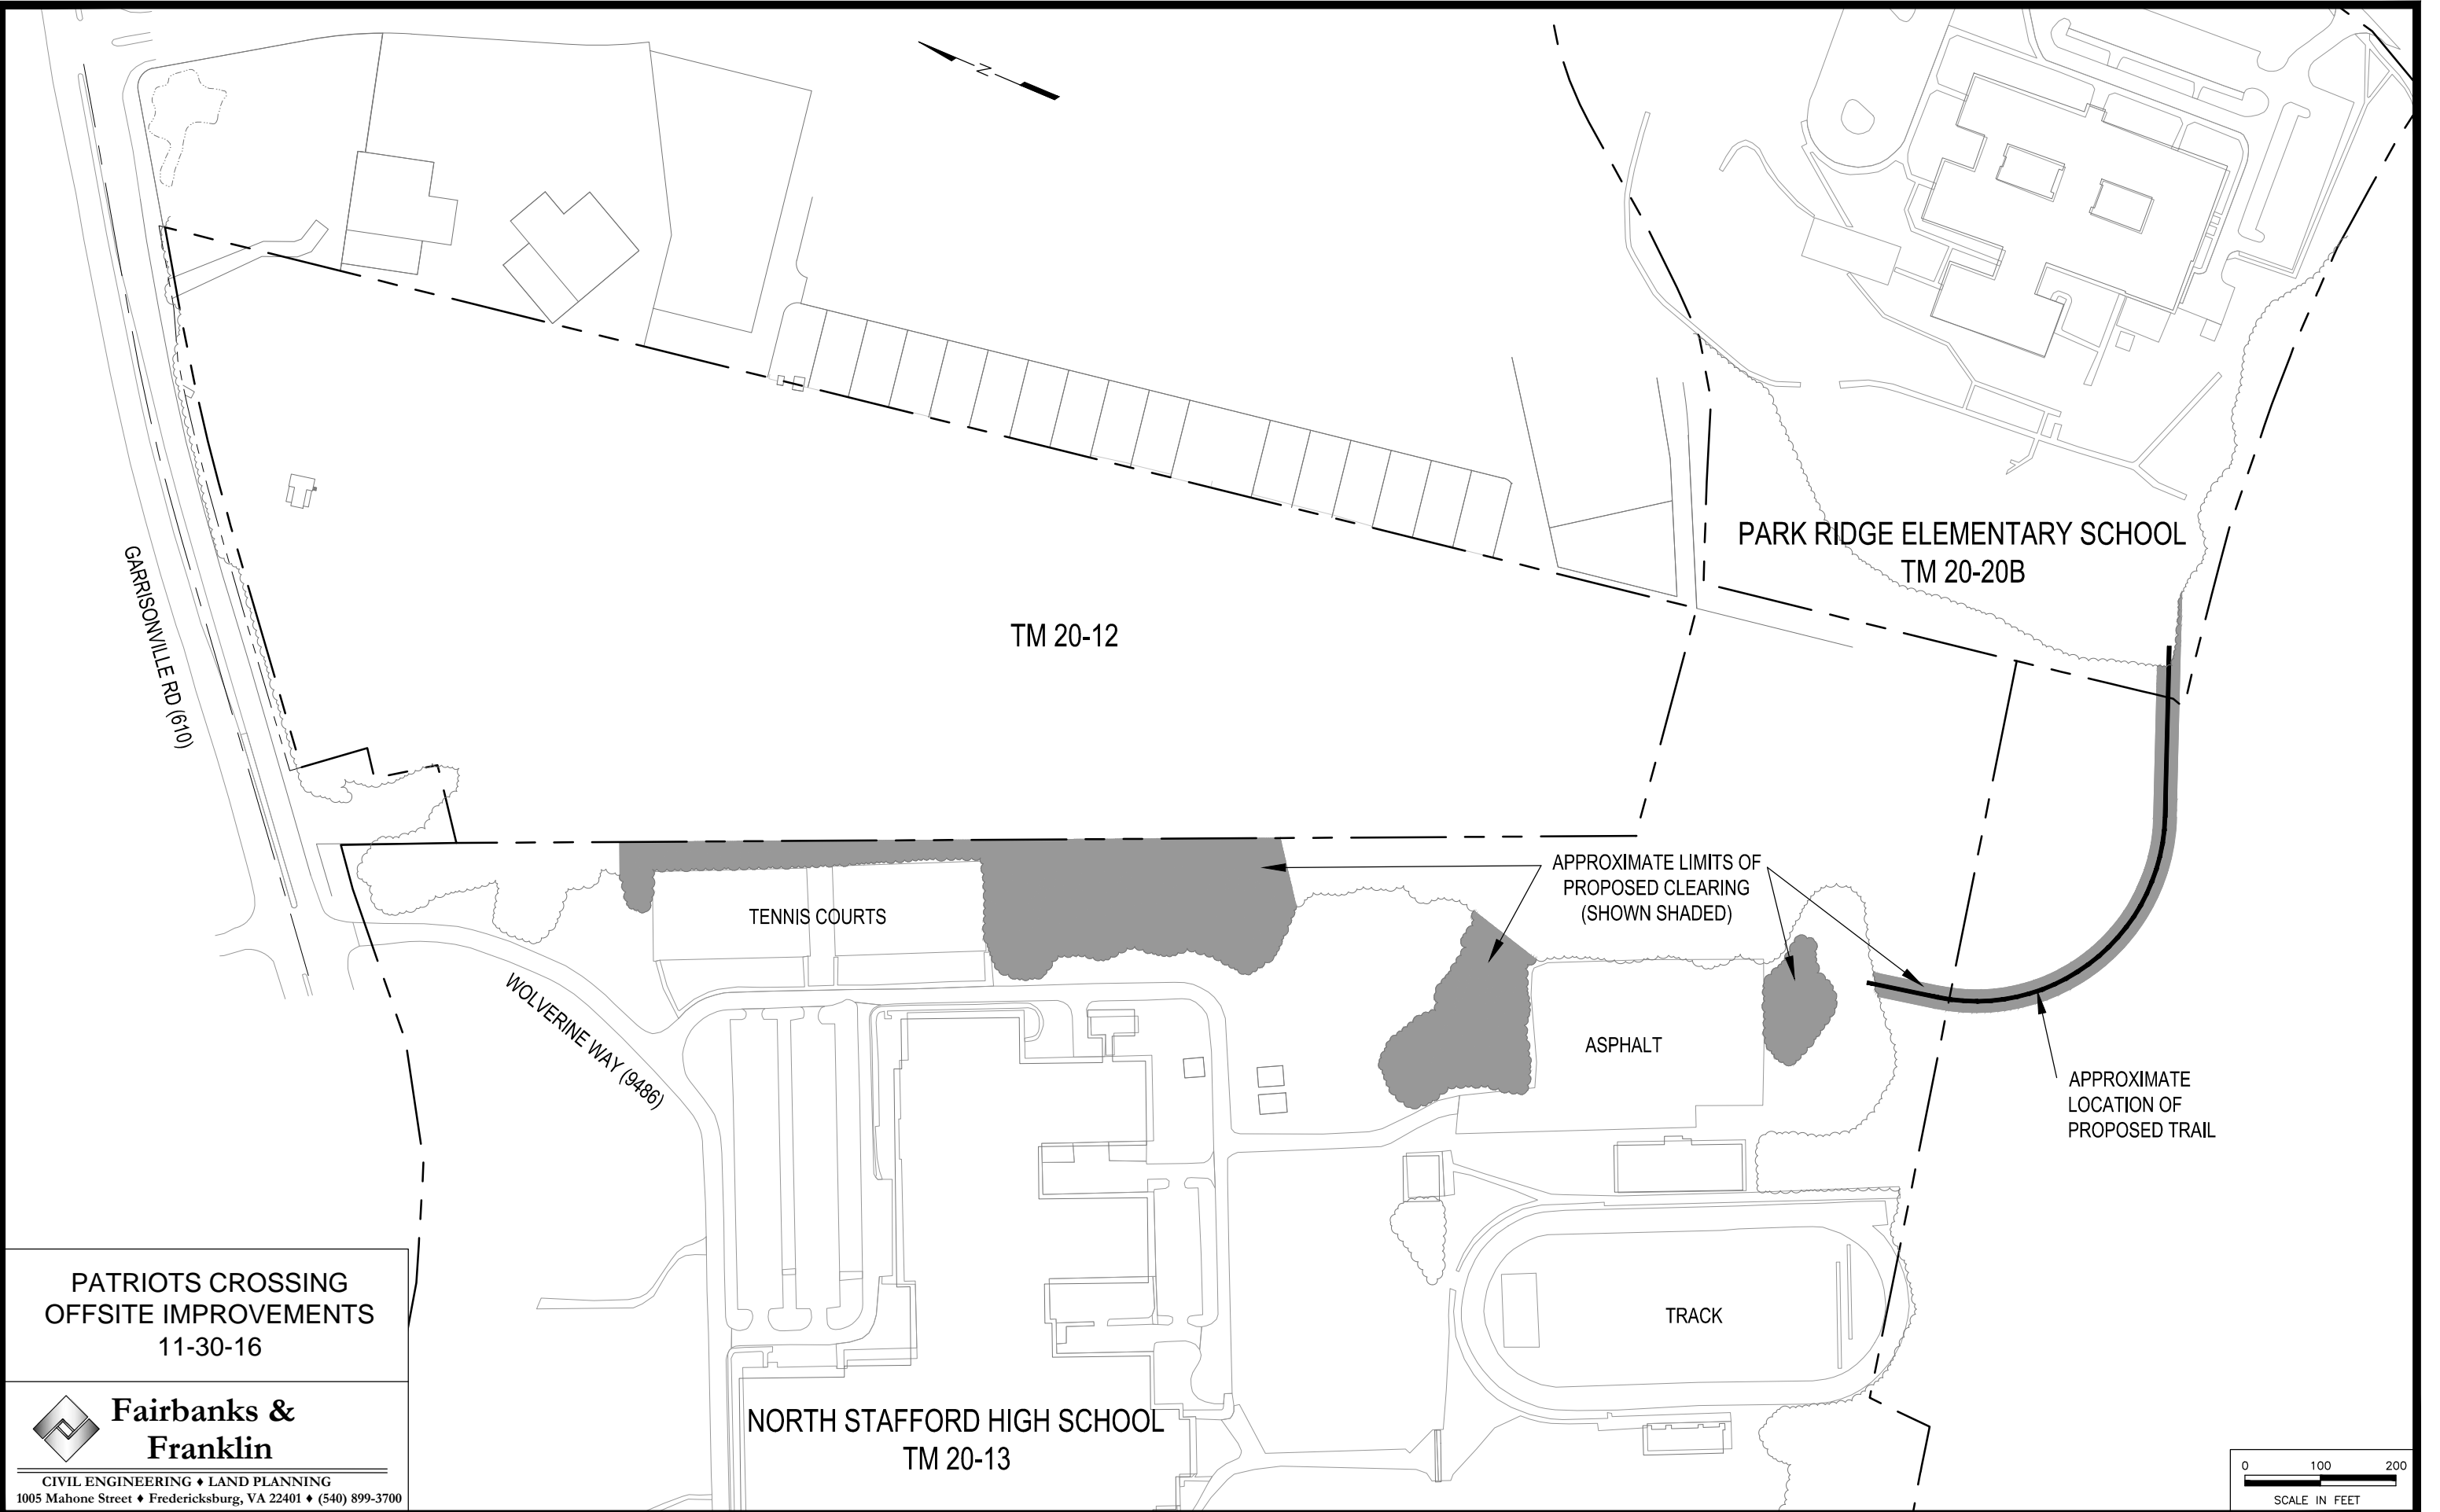 N
GARRISONVILLE RD (610)
PARK RIDGE ELEMENTARY SCHOOL
TM 20-20B
TM 20-12
APPROXIMATE LIMITS OF
PROPOSED CLEARING
(SHOWN SHADED)
TENNIS COURTS
WOLVERINE WAY (9486)
ASPHALT
APPROXIMATE
LOCATION OF
PROPOSED TRAIL
TRACK
NORTH STAFFORD HIGH SCHOOL
TM 20-13
PATRIOTS CROSSING
OFFSITE IMPROVEMENTS
11-30-16
Fairbanks &
Franklin
CIVIL ENGINEERING ♦ LAND PLANNING
1005 Mahone Street ♦ Fredericksburg, VA 22401 ♦ (540) 899-3700
0 100 200
SCALE IN FEET